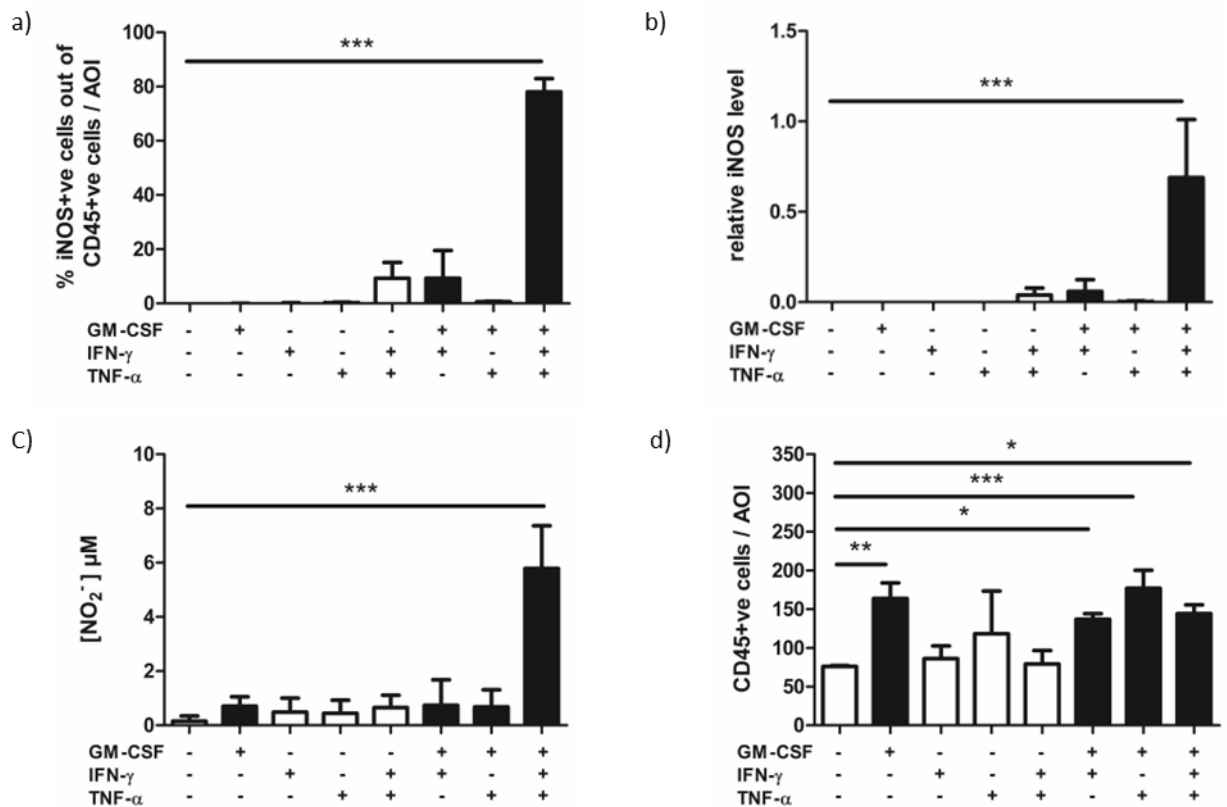 a)
% iNOS+ve cells out of
CD45+ve cells / AOI
100
80
60
40
20
0
***
GM-CSF - + - - - + + +
IFN-γ - - + - + + - +
TNF-α - - - + + - + +
b)
relative iNOS level
1.5
1.0
0.5
0.0
***
GM-CSF - + - - - + + +
IFN-γ - - + - + + - +
TNF-α - - - + + - + +
C)
[NO2-] µM
10
8
6
4
2
0
***
GM-CSF - + - - - + + +
IFN-γ - - + - + + - +
TNF-α - - - + + - + +
d)
CD45+ve cells / AOI
350
300
250
200
150
100
50
0
*
***
*
**
GM-CSF - + - - - + + +
IFN-γ - - + - + + - +
TNF-α - - - + + - + +